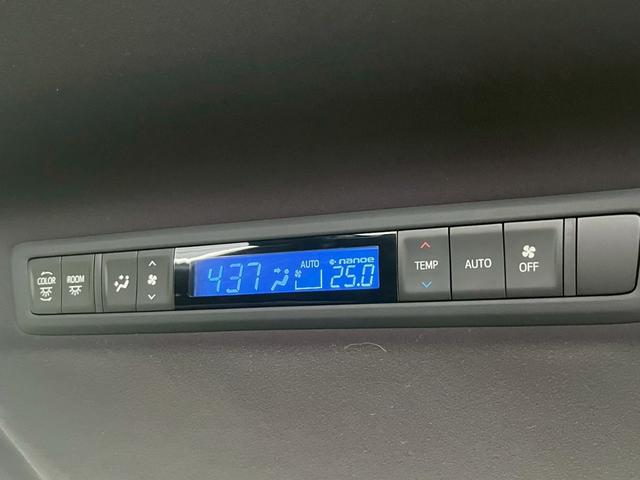 COLOR
ROOM
4:37
AUTO
nanoe
25.0
TEMP
AUTO
OFF